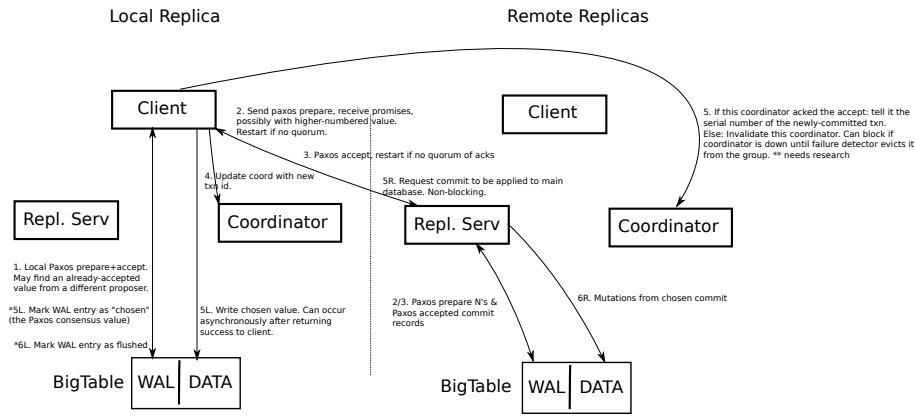 Local Replica
Remote Replicas
Client
2. Send paxos prepare, receive promises,
possibly with higher-numbered value.
Restart if no quorum.
Client
5. If this coordinator acked the accept: tell it the
serial number of the newly-committed txn.
Else: Invalidate this coordinator. Can block if
coordinator is down until failure detector evicts it
from the group. ** needs research
3. Paxos accept, restart if no quorum of acks
4. Update coord with new
txn id.
5R. Request commit to be applied to main
database. Non-blocking.
Repl. Serv
Coordinator
Repl. Serv
Coordinator
1. Local Paxos prepare+accept.
May find an already-accepted
value from a different proposer.
*5L. Mark WAL entry as "chosen"
(the Paxos consensus value)
*6L. Mark WAL entry as flushed
5L. Write chosen value. Can occur
asynchronously after returning
success to client.
2/3. Paxos prepare N's &
Paxos accepted commit
records
6R. Mutations from chosen commit
BigTable
WAL
DATA
BigTable
WAL
DATA